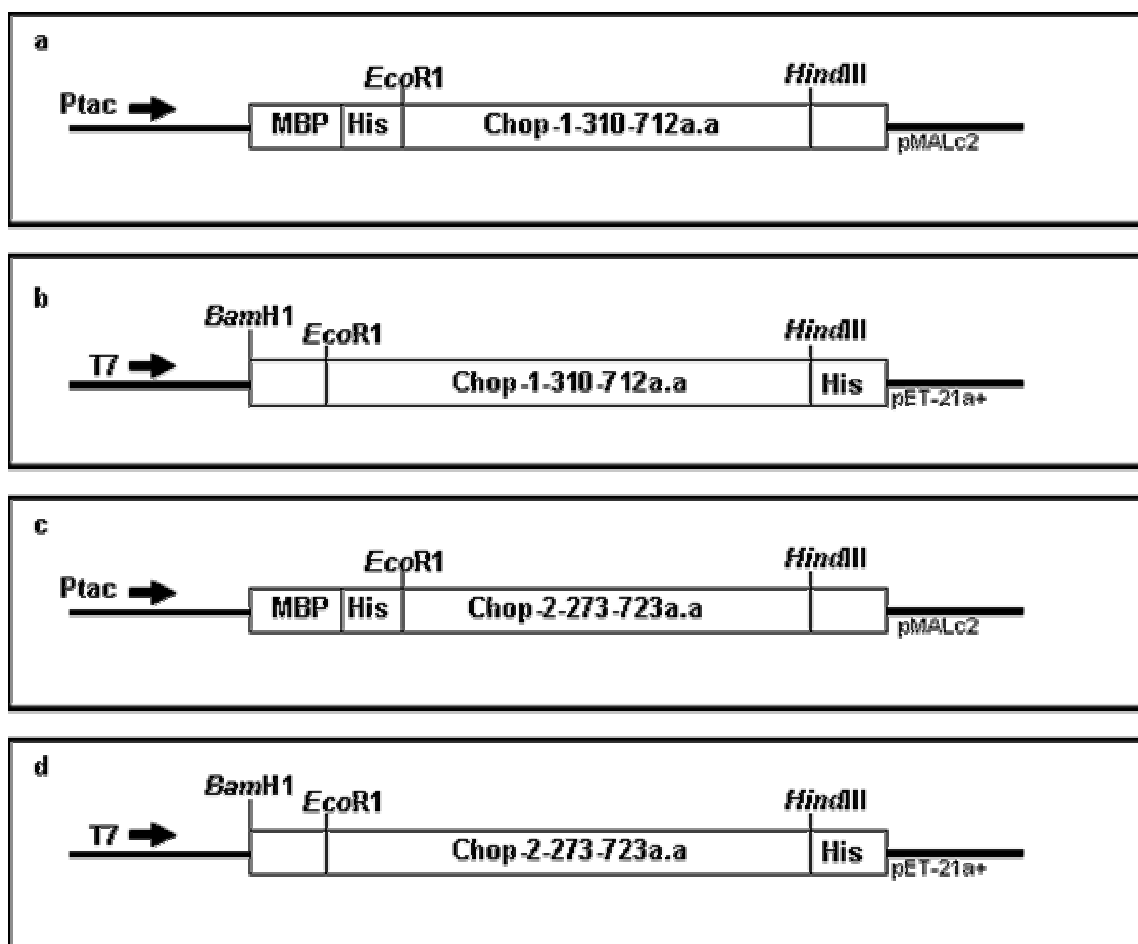 a
EcoR1 HindIII
Ptac
MBP His Chop-1-310-712a.a
pMALc2
b
BamH1
EcoR1 HindIII
T7
Chop-1-310-712a.a His
pET-21a+
c
EcoR1 HindIII
Ptac
MBP His Chop-2-273-723a.a
pMALc2
d
BamH1
EcoR1 HindIII
T7
Chop-2-273-723a.a His
pET-21a+